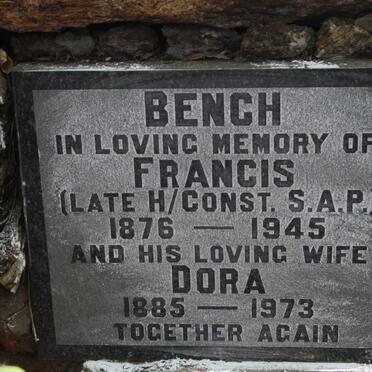 BENCH
IN LOVING MEMORY OF
FRANCIS
(LATE H/CONST. S.A.P.)
1876 — 1945
AND HIS LOVING WIFE
DORA
1885 — 1973
TOGETHER AGAIN